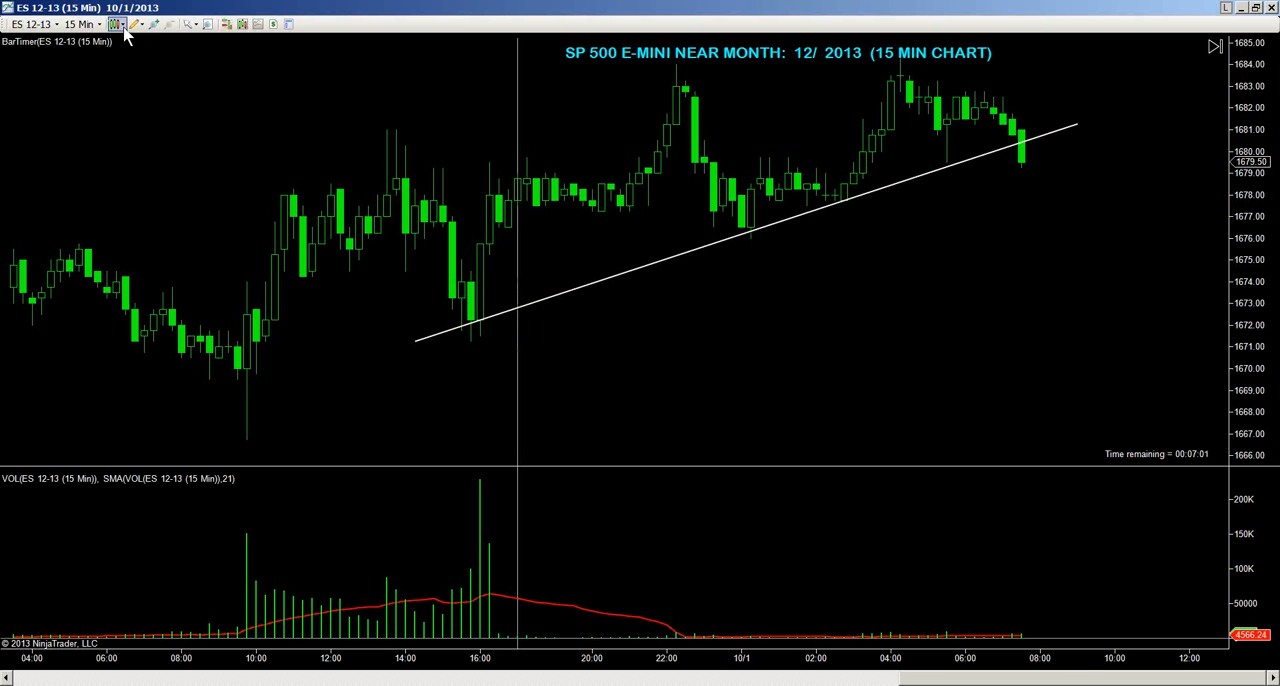 ES 12-13 (15 Min) 10/1/2013
L
ES 12-13 15 Min
BarTimer(ES 12-13 (15 Min))
SP 500 E-MINI NEAR MONTH: 12/ 2013 (15 MIN CHART)
1685.00
1684.00
1683.00
1682.00
1681.00
1680.00
1679.50
1679.00
1678.00
1677.00
1676.00
1675.00
1674.00
1673.00
1672.00
1671.00
1670.00
1669.00
1668.00
1667.00
1666.00
Time remaining = 00:07:01
VOL(ES 12-13 (15 Min)), SMA(VOL(ES 12-13 (15 Min)),21)
200K
150K
100K
50000
4566.24
© 2013 NinjaTrader, LLC
04:00 06:00 08:00 10:00 12:00 14:00 16:00 20:00 22:00 10/1 02:00 04:00 06:00 08:00 10:00 12:00